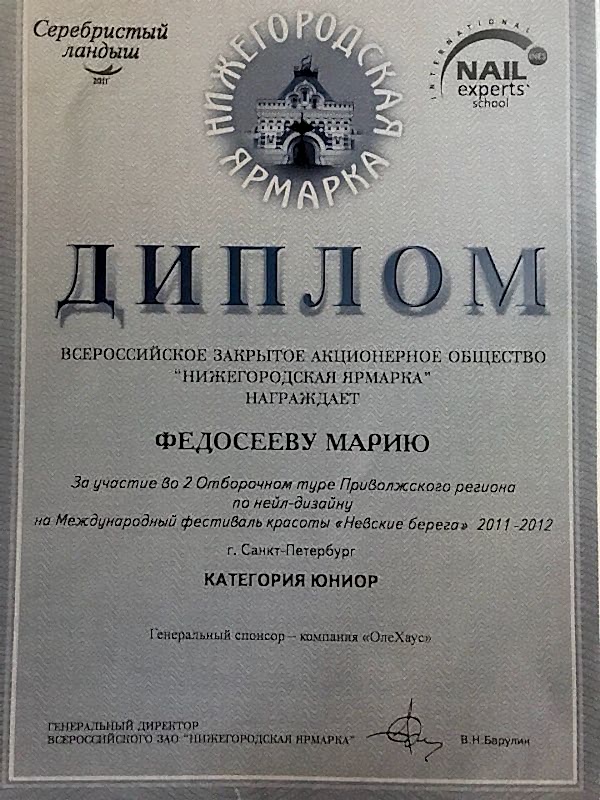 Серебристый
ландыш
2011
НИЖЕГОРОДСКАЯ
ЯРМАРКА
INTERNATIONAL
NAIL
experts'
school
INES
ДИПЛОМ
ВСЕРОССИЙСКОЕ ЗАКРЫТОЕ АКЦИОНЕРНОЕ ОБЩЕСТВО
"НИЖЕГОРОДСКАЯ ЯРМАРКА"
НАГРАЖДАЕТ
ФЕДОСЕЕВУ МАРИЮ
За участие во 2 Отборочном туре Приволжского региона
по нейл-дизайну
на Международный фестиваль красоты «Невские берега» 2011-2012
г. Санкт-Петербург
КАТЕГОРИЯ ЮНИОР
Генеральный спонсор – компания «ОлеХаус»
ГЕНЕРАЛЬНЫЙ ДИРЕКТОР
ВСЕРОССИЙСКОГО ЗАО "НИЖЕГОРОДСКАЯ ЯРМАРКА" В.Н.Барулин